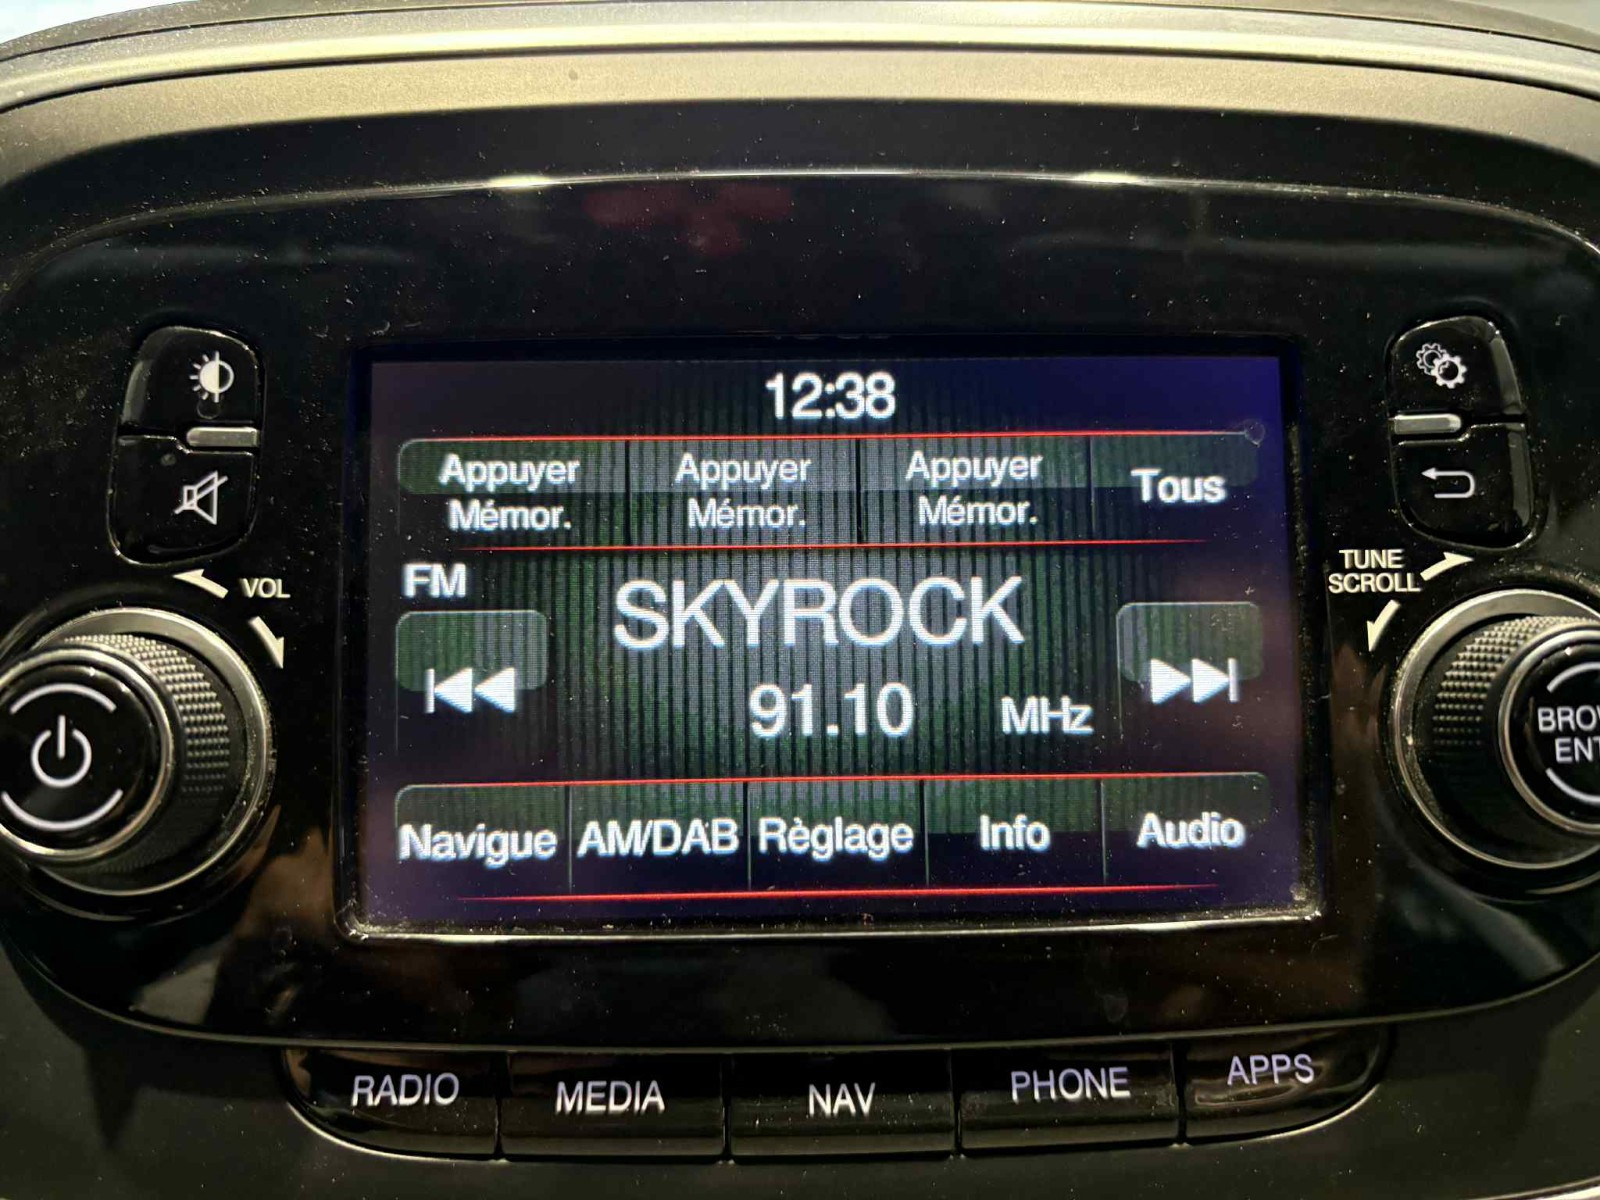 12:38
Appuyer Mémor.
Appuyer Mémor.
Appuyer Mémor.
Tous
VOL
FM
SKYROCK
91.10 MHz
TUNE
SCROLL
Navigue AM/DAB Règlage Info Audio
RADIO MEDIA NAV PHONE APPS